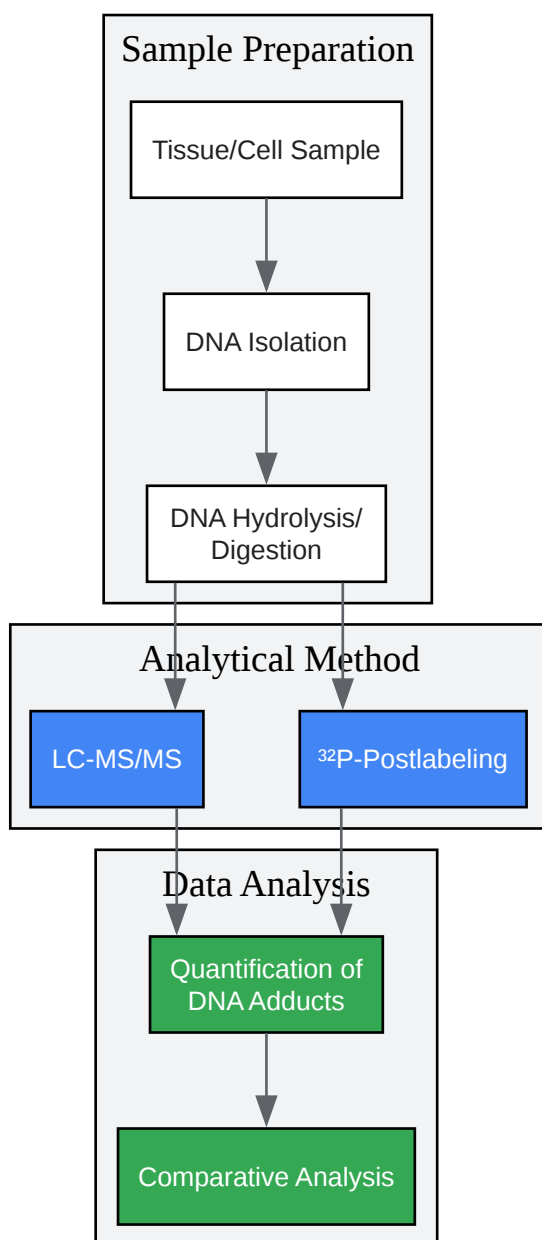 Sample Preparation
Tissue/Cell Sample
DNA Isolation
DNA Hydrolysis/
Digestion
Analytical Method
LC-MS/MS
³²P-Postlabeling
Data Analysis
Quantification of
DNA Adducts
Comparative Analysis